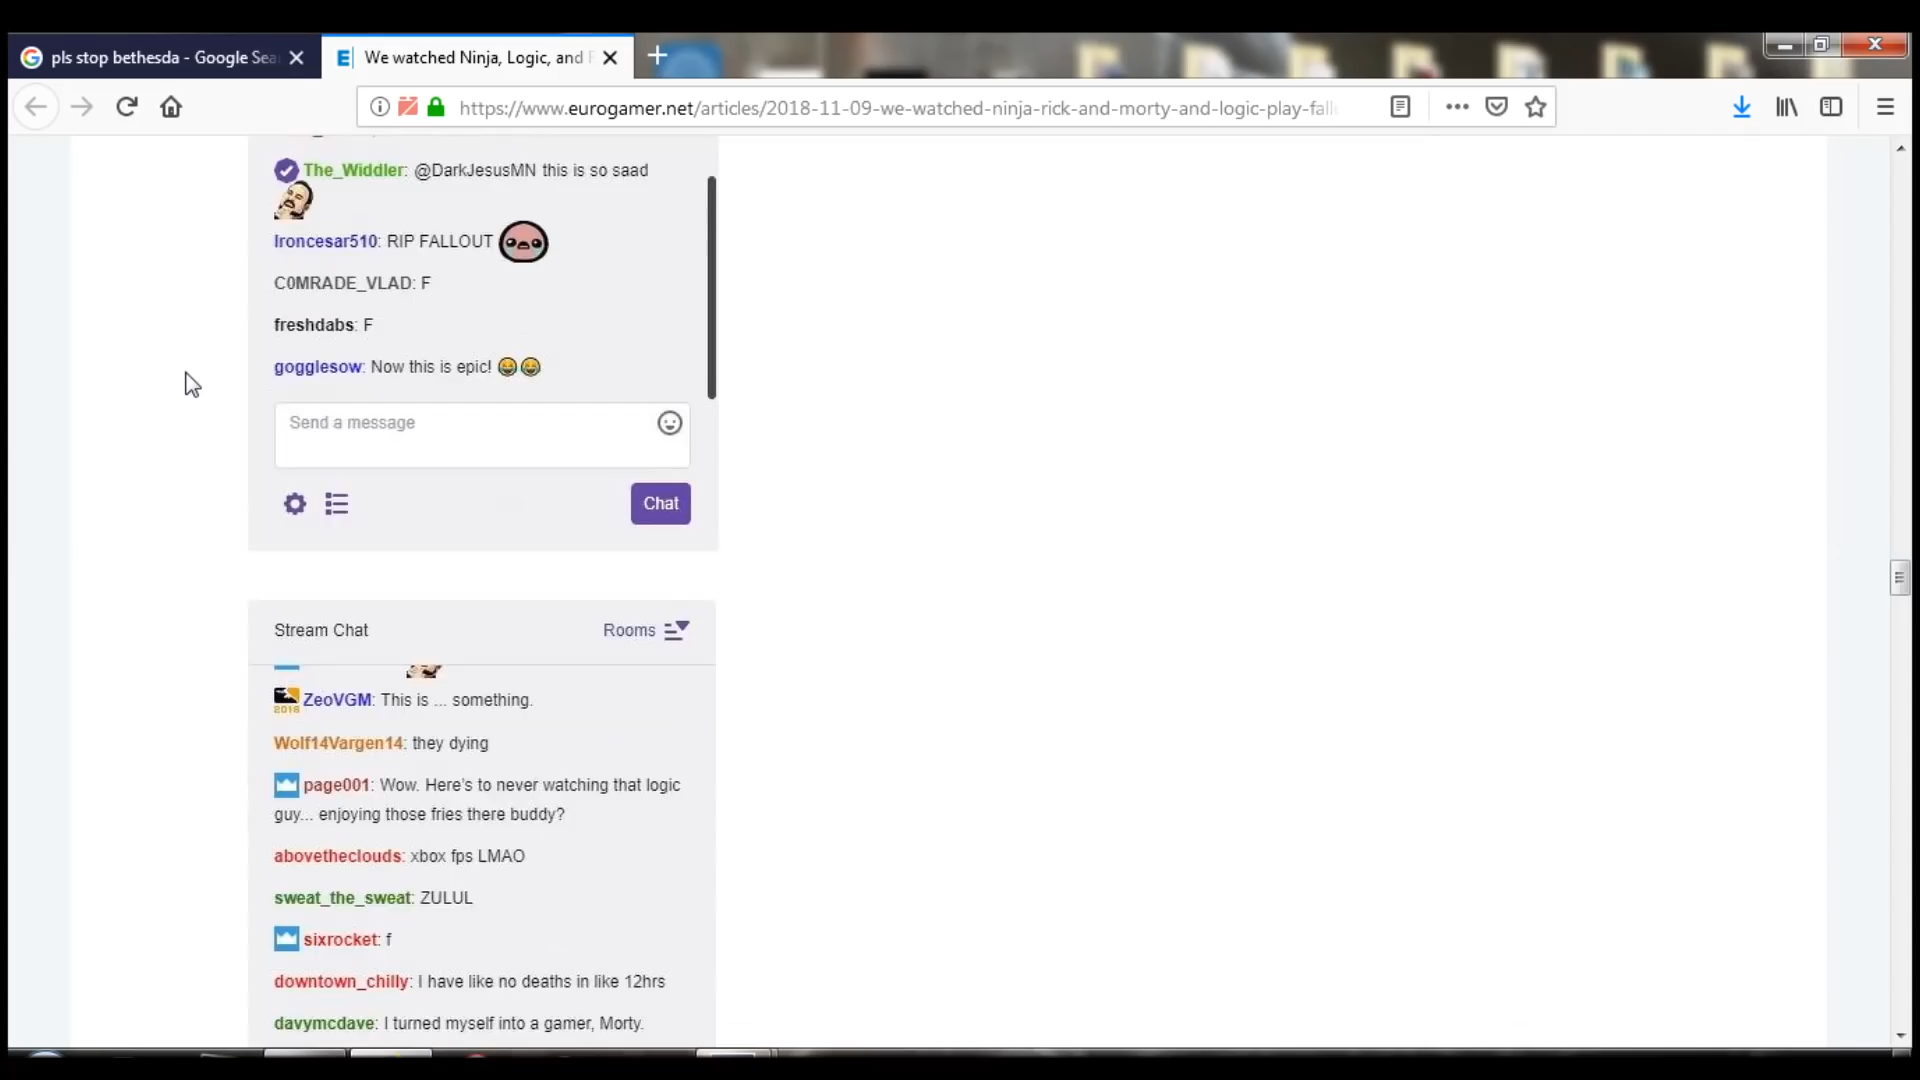 pls stop bethesda - Google Sea
We watched Ninja, Logic, and
https://www.eurogamer.net/articles/2018-11-09-we-watched-ninja-rick-and-morty-and-logic-play-fall
The_Widdler: @DarkJesusMN this is so saad
Ironcesar510: RIP FALLOUT
C0MRADE_VLAD: F
freshdabs: F
gogglesow: Now this is epic! 😂😂
Send a message
Chat
Stream Chat
Rooms
ZeoVGM: This is ... something.
2018
Wolf14Vargen14: they dying
page001: Wow. Here's to never watching that logic
guy... enjoying those fries there buddy?
abovetheclouds: xbox fps LMAO
sweat_the_sweat: ZULUL
sixrocket: f
downtown_chilly: I have like no deaths in like 12hrs
davymcdave: I turned myself into a gamer, Morty.